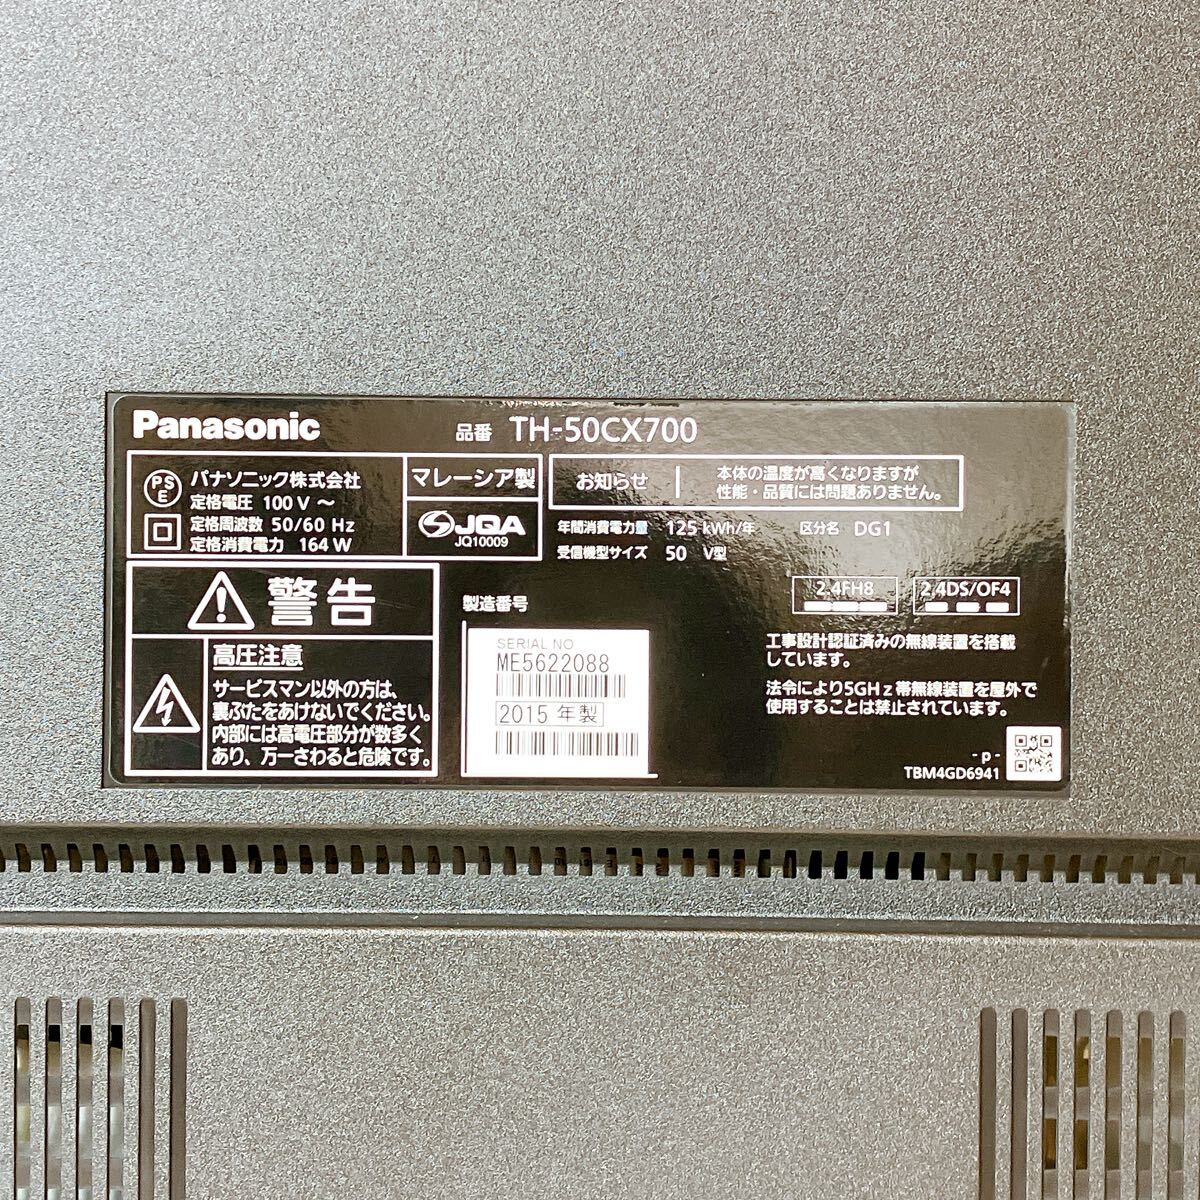 Panasonic
品番 TH-50CX700
PS
E
パナソニック株式会社
定格電圧 100 V ～
定格周波数 50/60 Hz
定格消費電力 164 W
マレーシア製
JQA
JQ10009
お知らせ
本体の温度が高くなりますが
性能・品質には問題ありません。
年間消費電力量 125 kWh/年 区分名 DG1
受信機型サイズ 50 V型
警告
高圧注意
サービスマン以外の方は、
裏ぶたをあけないでください。
内部には高電圧部分が数多く
あり、万一さわると危険です。
製造番号
SERIAL NO
ME5622088
2015 年製
2.4FH8
2.4DS/OF4
工事設計認証済みの無線装置を搭載
しています。
法令により5GHz帯無線装置を屋外で
使用することは禁止されています。
- p -
TBM4GD6941